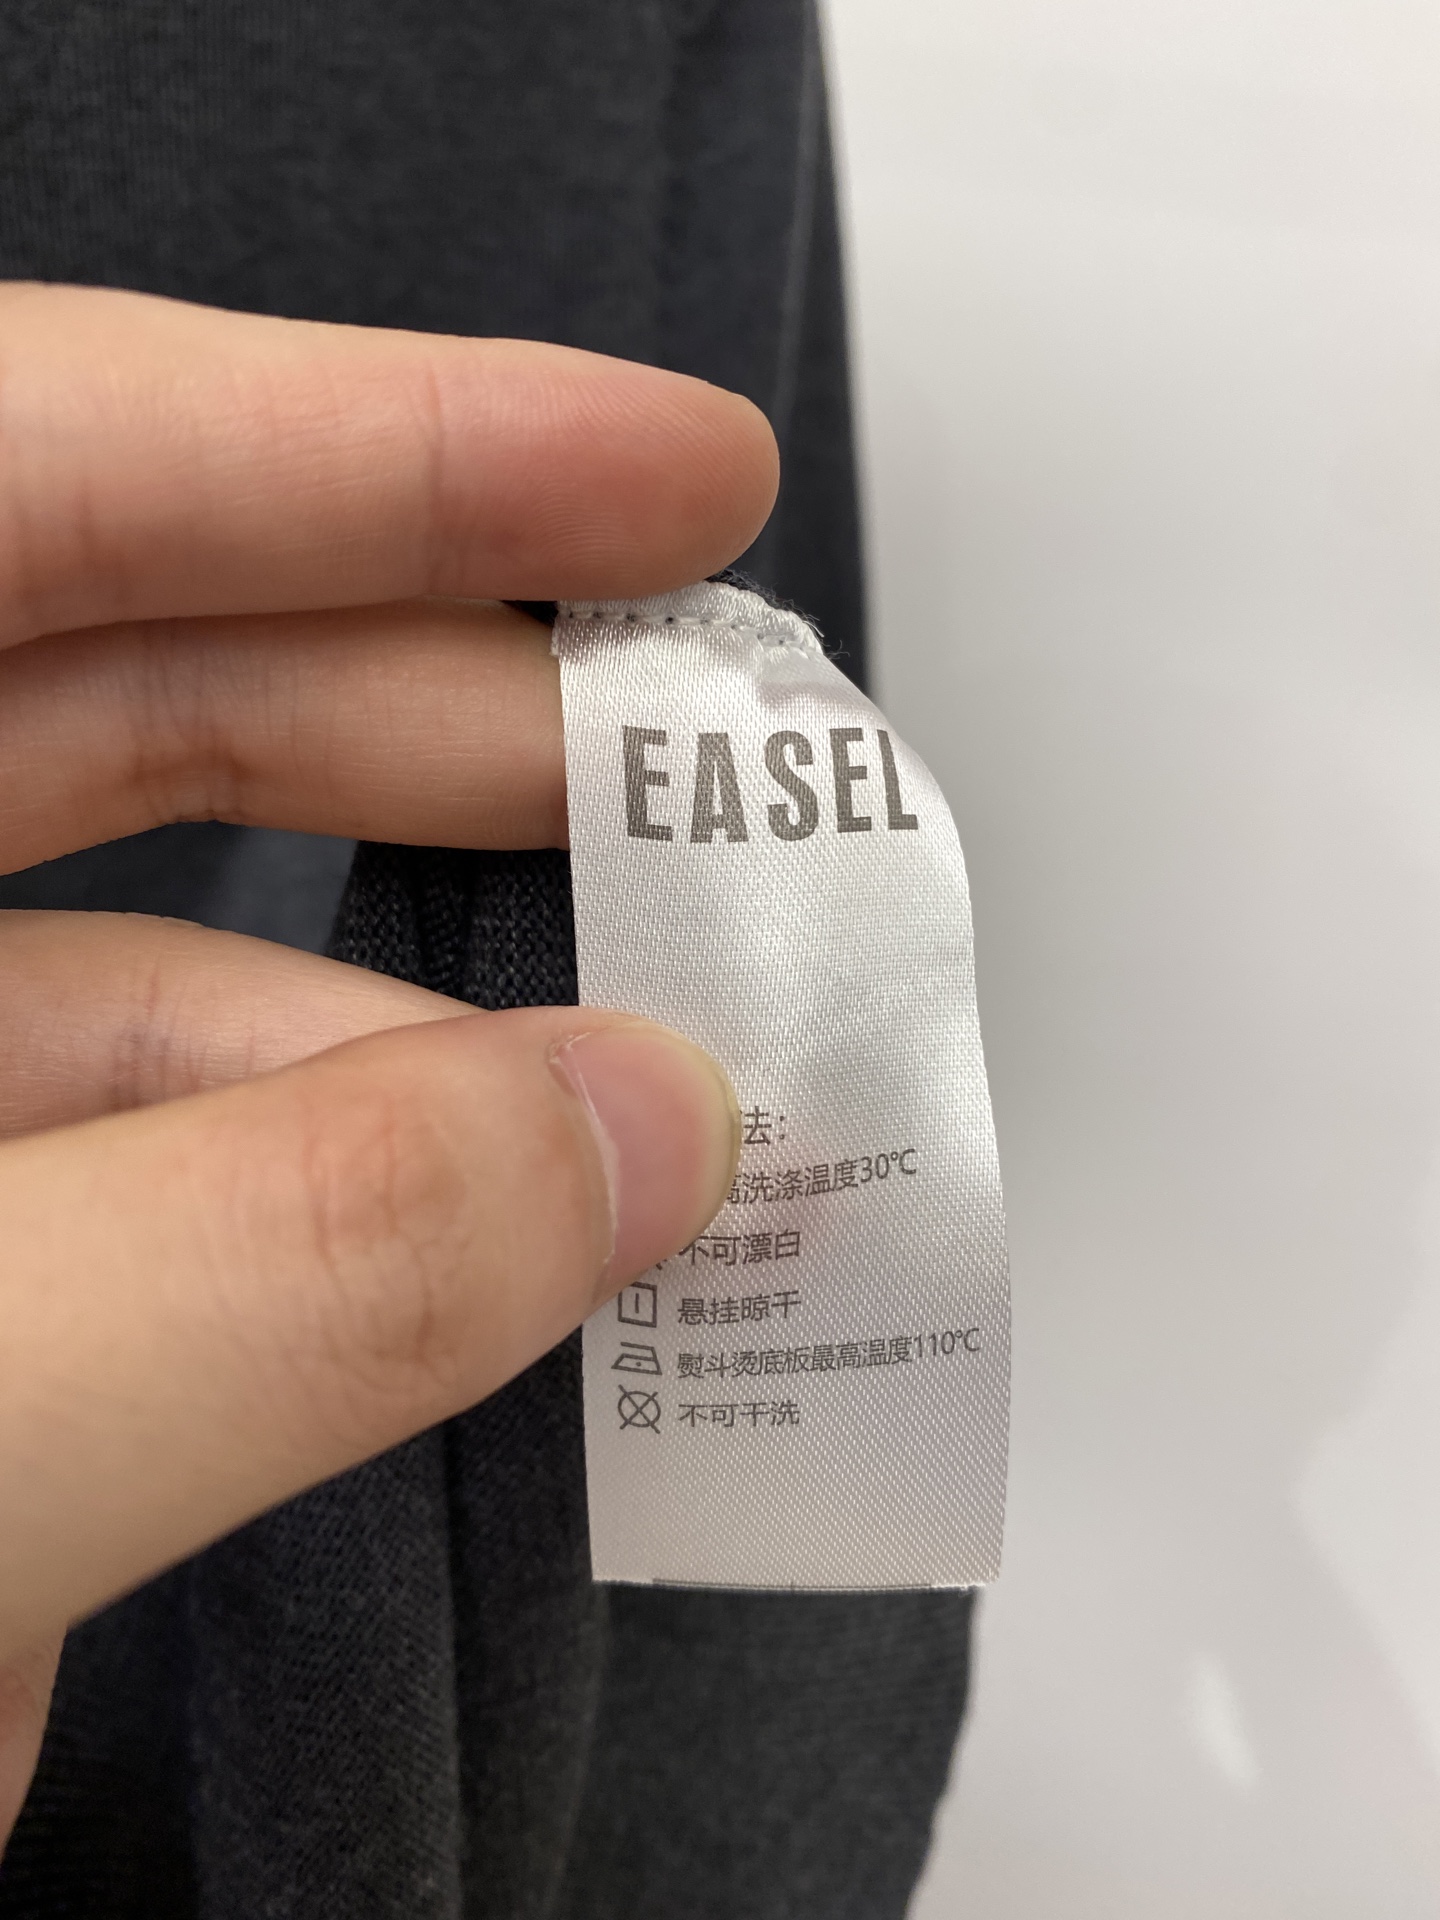 EASEL
法:
高洗涤温度30℃
不可漂白
悬挂晾干
熨斗烫底板最高温度110℃
不可干洗